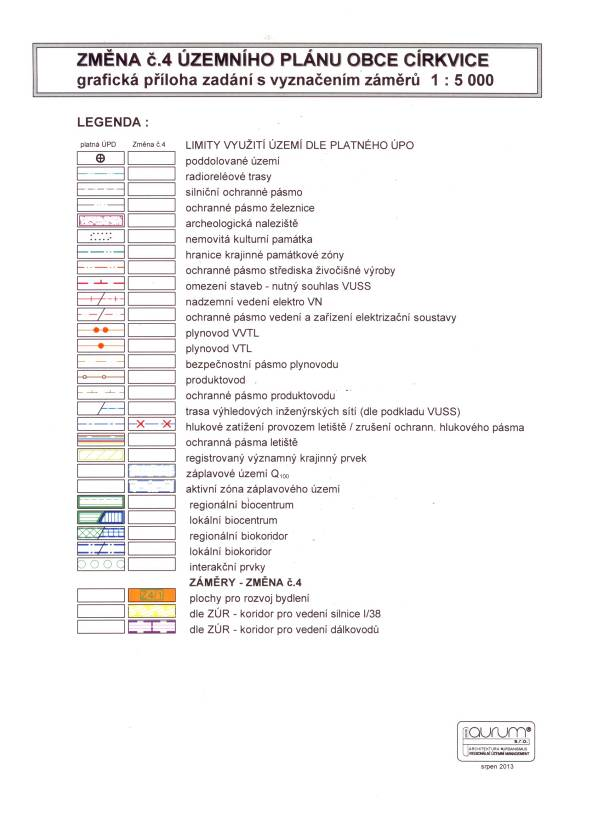 ZMĚNA č.4 ÚZEMNÍHO PLÁNU OBCE CÍRKVICE
grafická příloha zadání s vyznačením záměrů 1 : 5 000
LEGENDA :
platná ÚPD Změna č.4 LIMITY VYUŽITÍ ÚZEMÍ DLE PLATNÉHO ÚPO
poddolované území
radioreléové trasy
silniční ochranné pásmo
ochranné pásmo železnice
archeologická naleziště
nemovitá kulturní památka
hranice krajinné památkové zóny
ochranné pásmo střediska živočišné výroby
omezení staveb - nutný souhlas VUSS
nadzemní vedení elektro VN
ochranné pásmo vedení a zařízení elektrizační soustavy
plynovod VVTL
plynovod VTL
bezpečnostní pásmo plynovodu
produktovod
ochranné pásmo produktovodu
trasa výhledových inženýrských sítí (dle podkladu VUSS)
hlukové zatížení provozem letiště / zrušení ochrann. hlukového pásma
ochranná pásma letiště
registrovaný významný krajinný prvek
záplavové území Q100
aktivní zóna záplavového území
regionální biocentrum
lokální biocentrum
regionální biokoridor
lokální biokoridor
interakční prvky
ZÁMĚRY - ZMĚNA č.4
Z4/1 plochy pro rozvoj bydlení
dle ZÚR - koridor pro vedení silnice I/38
dle ZÚR - koridor pro vedení dálkovodů
aurum®
s.r.o.
ARCHITEKTURA URBANISMUS
REGIONÁLNÍ ÚZEMNÍ MANAGEMENT
srpen 2013